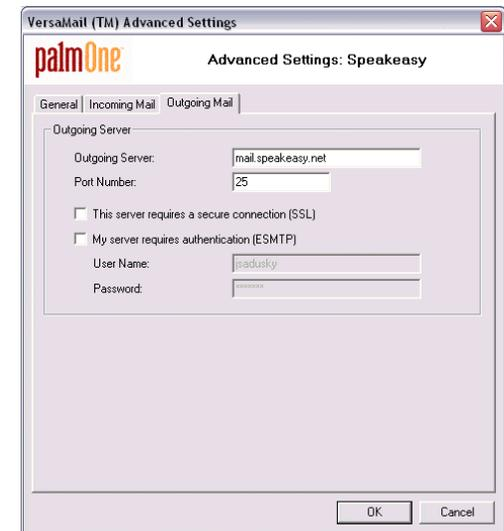 VersaMail (TM) Advanced Settings
palmOne
Advanced Settings: Speakeasy
General
Incoming Mail
Outgoing Mail
Outgoing Server
Outgoing Server: mail.speakeasy.net
Port Number: 25
This server requires a secure connection (SSL)
My server requires authentication (ESMTP)
User Name: jsadusky
Password: *******
OK
Cancel